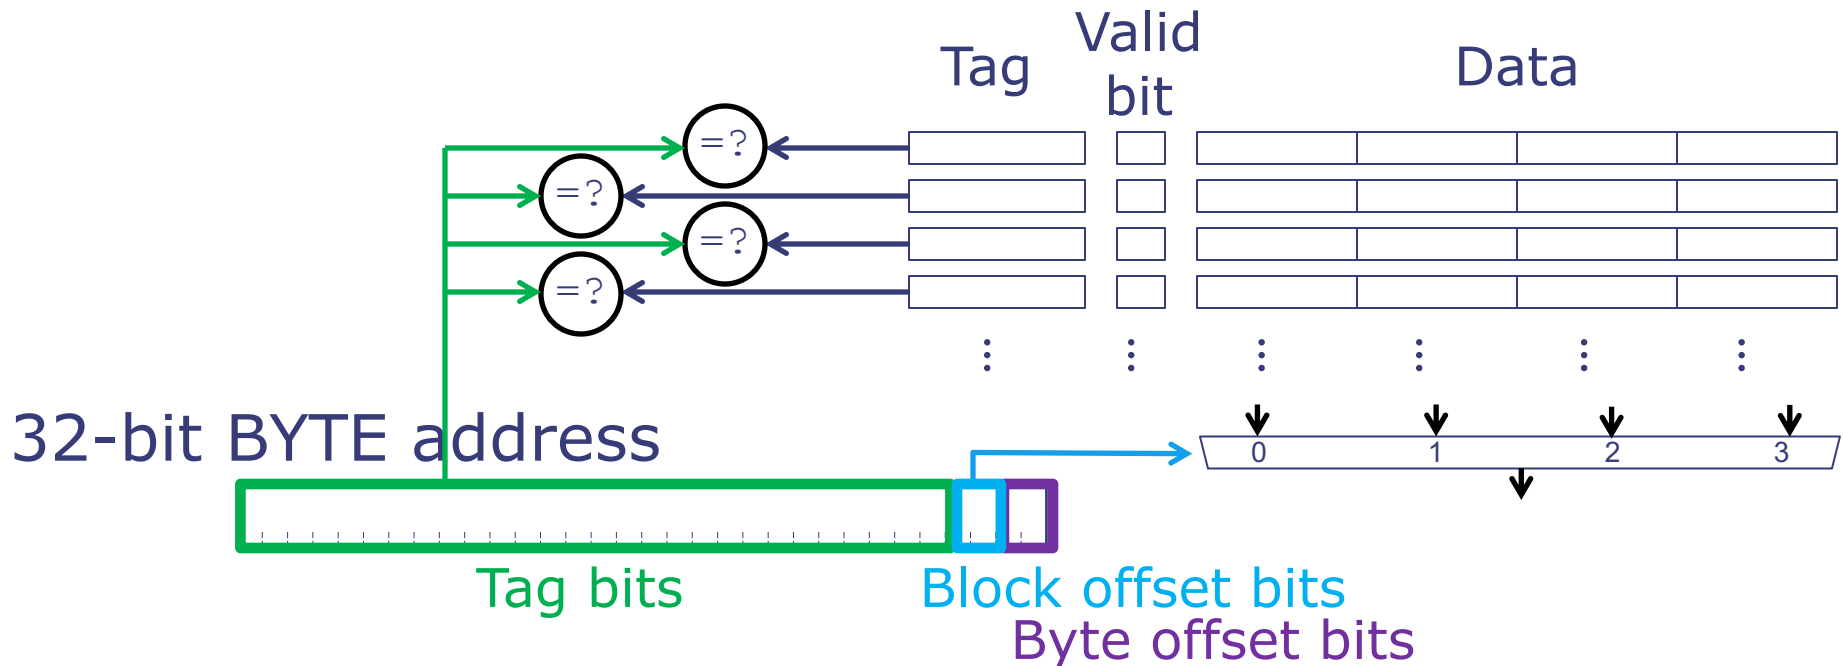 Tag
Valid
bit
Data
=?
=?
=?
=?
32-bit BYTE address
0 1 2 3
Tag bits
Block offset bits
Byte offset bits